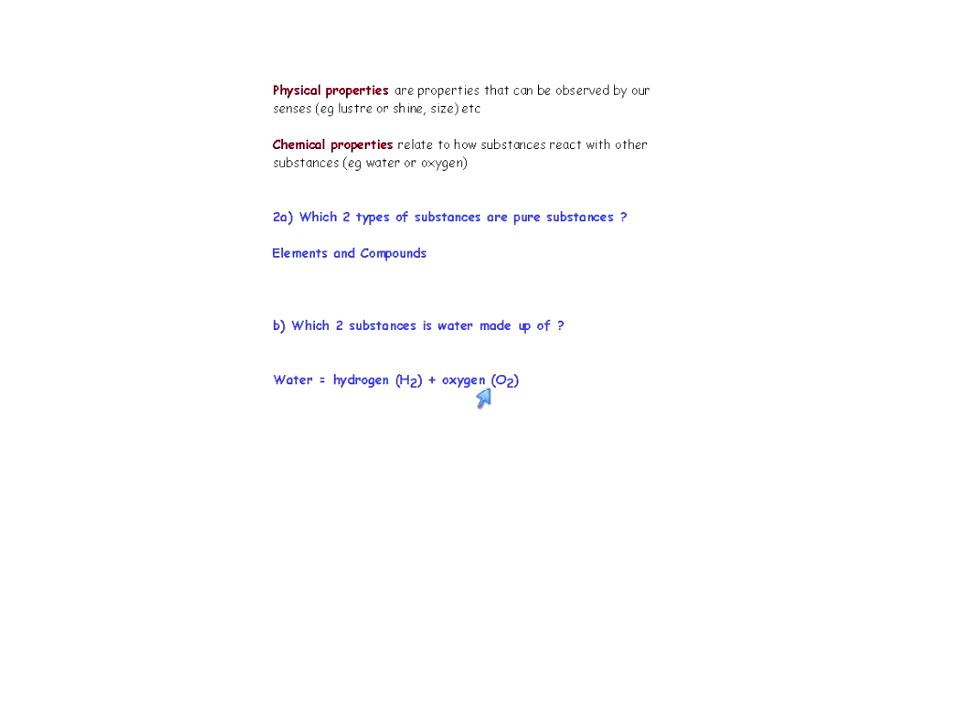 Physical properties are properties that can be observed by our
senses (eg lustre or shine, size) etc
Chemical properties relate to how substances react with other
substances (eg water or oxygen)
2a) Which 2 types of substances are pure substances ?
Elements and Compounds
b) Which 2 substances is water made up of ?
Water = hydrogen (H2) + oxygen (O2)